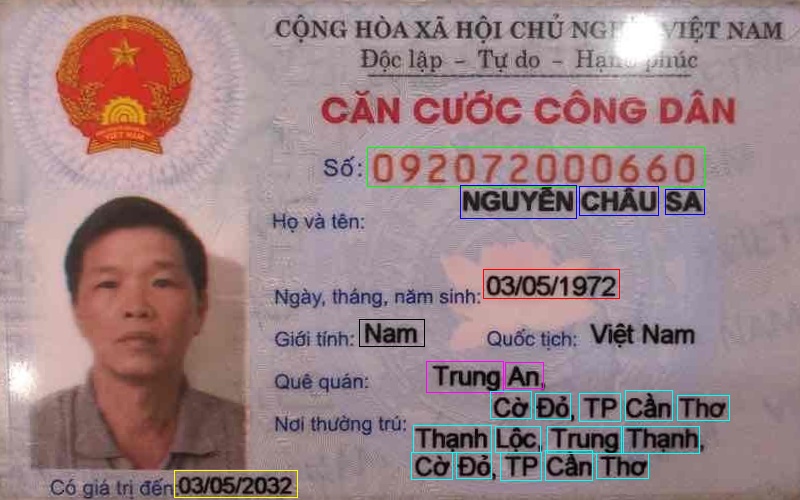 CỘNG HÒA XÃ HỘI CHỦ NGHĨA VIỆT NAM
Độc lập - Tự do - Hạnh phúc
CĂN CƯỚC CÔNG DÂN
Số: 092072000660
NGUYỄN CHÂU SA
Họ và tên:
Ngày, tháng, năm sinh: 03/05/1972
Giới tính: Nam Quốc tịch: Việt Nam
Quê quán: Trung An,
Cờ Đỏ, TP Cần Thơ
Nơi thường trú: Thạnh Lộc, Trung Thạnh,
Cờ Đỏ, TP Cần Thơ
Có giá trị đến: 03/05/2032
VIỆT NAM